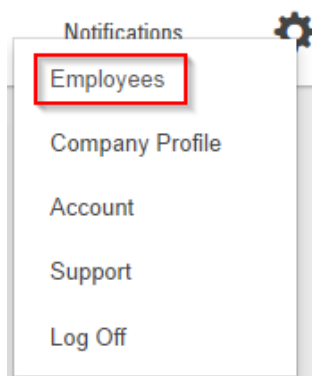 Notifications
Employees
Company Profile
Account
Support
Log Off